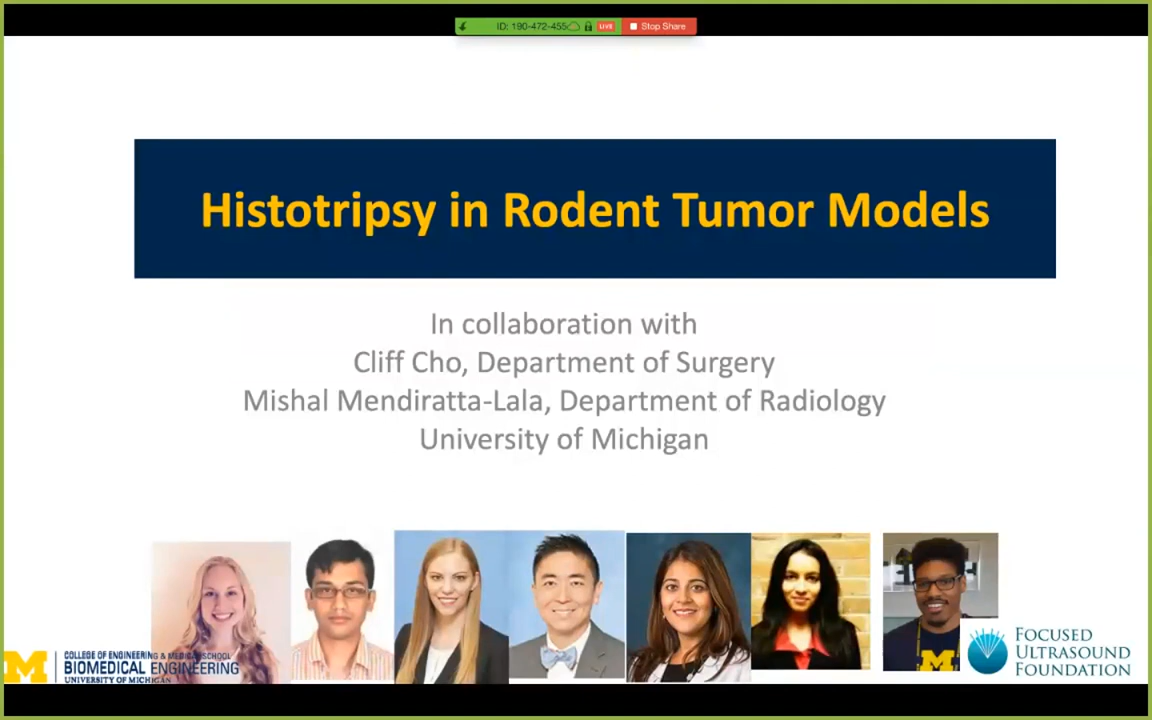 ID: 190-472-455
LIVE
Stop Share
Histotripsy in Rodent Tumor Models
In collaboration with
Cliff Cho, Department of Surgery
Mishal Mendiratta-Lala, Department of Radiology
University of Michigan
M
COLLEGE OF ENGINEERING & MEDICAL SCHOOL
BIOMEDICAL ENGINEERING
UNIVERSITY OF MICHIGAN
M
FOCUSED
ULTRASOUND
FOUNDATION